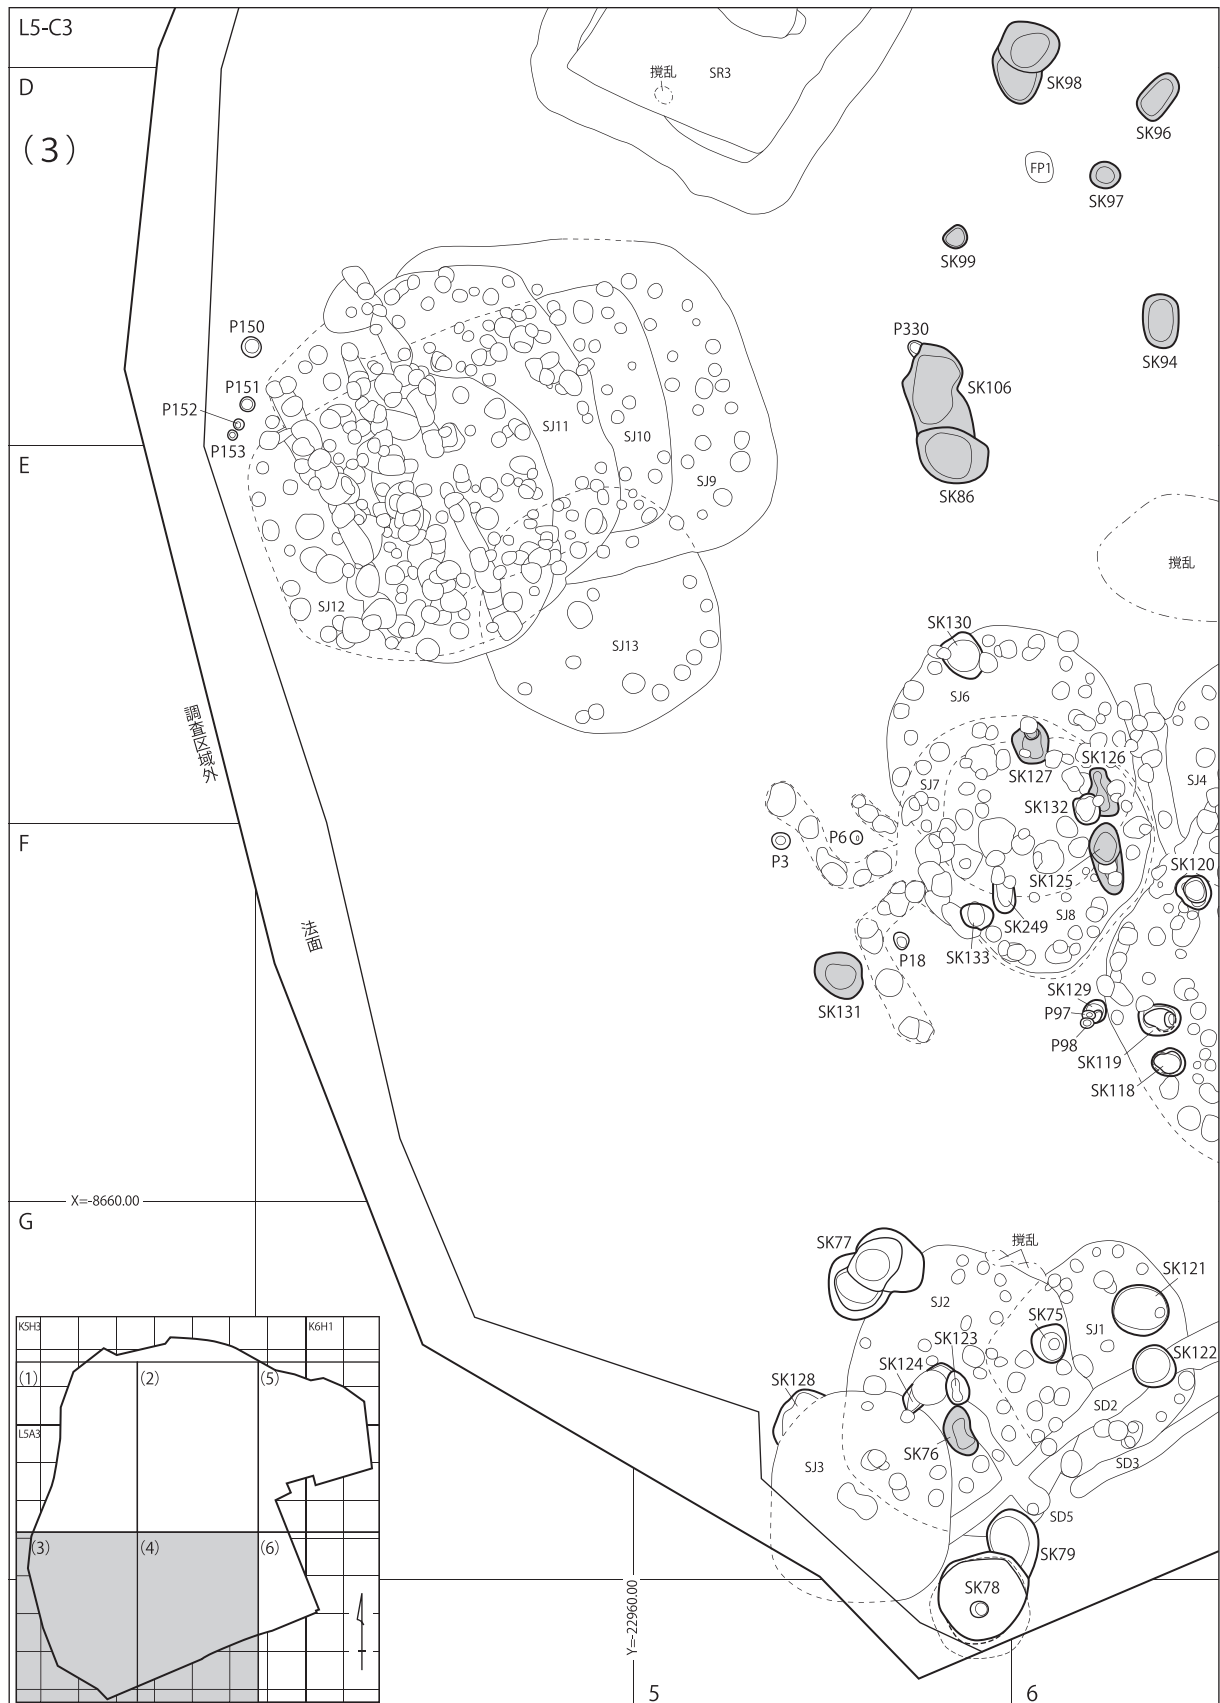 L5-C3
D
(3)
撹乱
SR3
SK98
SK96
FP1
SK97
SK99
P150
P330
SK94
P151
SK106
P152
SJ11
SJ10
P153
E
SJ9
SK86
撹乱
SJ12
SK130
SJ13
SJ6
調査区域外
SK126
SK127
SJ4
SJ7
SK132
F
P6
P3
SK120
SK125
法面
SJ8
SK249
P18
SK133
SK129
SK131
P97
P98
SK119
SK118
X=-8660.00
G
SK77
撹乱
SK121
SJ2
SK75
SJ1
K5H3
K6H1
SK123
SK122
(1)
(2)
(5)
SK124
SK128
SD2
L5A3
SK76
SJ3
SD3
SD5
(3)
(4)
(6)
SK79
SK78
Y=-22960.00
5
6